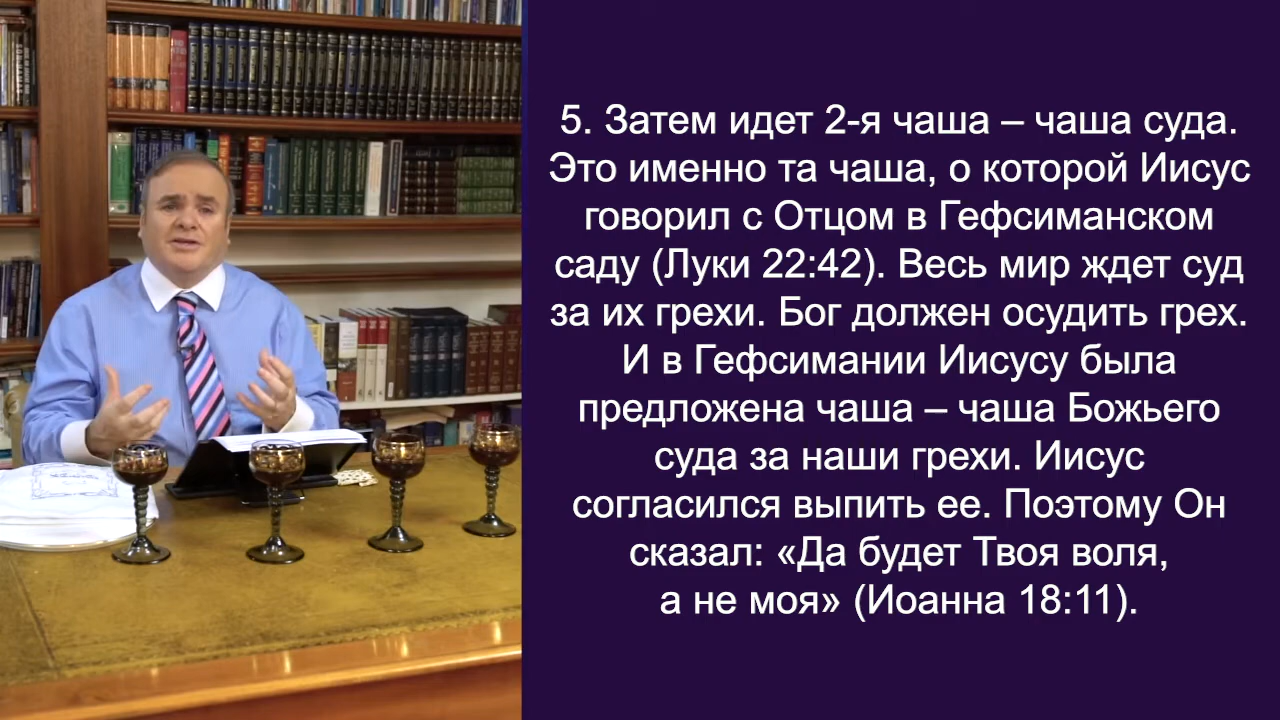 5. Затем идет 2-я чаша – чаша суда.
Это именно та чаша, о которой Иисус
говорил с Отцом в Гефсиманском
саду (Луки 22:42). Весь мир ждет суд
за их грехи. Бог должен осудить грех.
И в Гефсимании Иисусу была
предложена чаша – чаша Божьего
суда за наши грехи. Иисус
согласился выпить ее. Поэтому Он
сказал: «Да будет Твоя воля,
а не моя» (Иоанна 18:11).